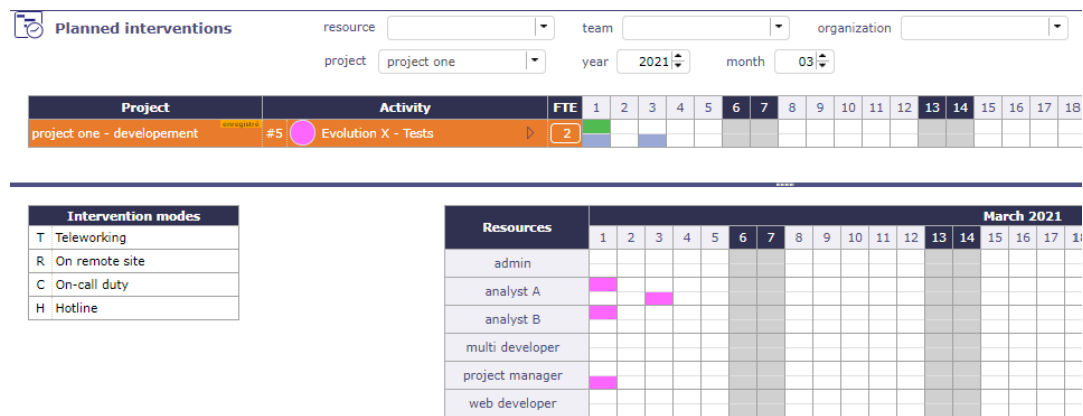 Planned interventions resource team organization
project project one year 2021 month 03
Project Activity FTE 1 2 3 4 5 6 7 8 9 10 11 12 13 14 15 16 17 18
project one - developement enregistré #5 Evolution X - Tests 2
Intervention modes
T Teleworking
R On remote site
C On-call duty
H Hotline
Resources March 2021
1 2 3 4 5 6 7 8 9 10 11 12 13 14 15 16 17 18
admin
analyst A
analyst B
multi developer
project manager
web developer